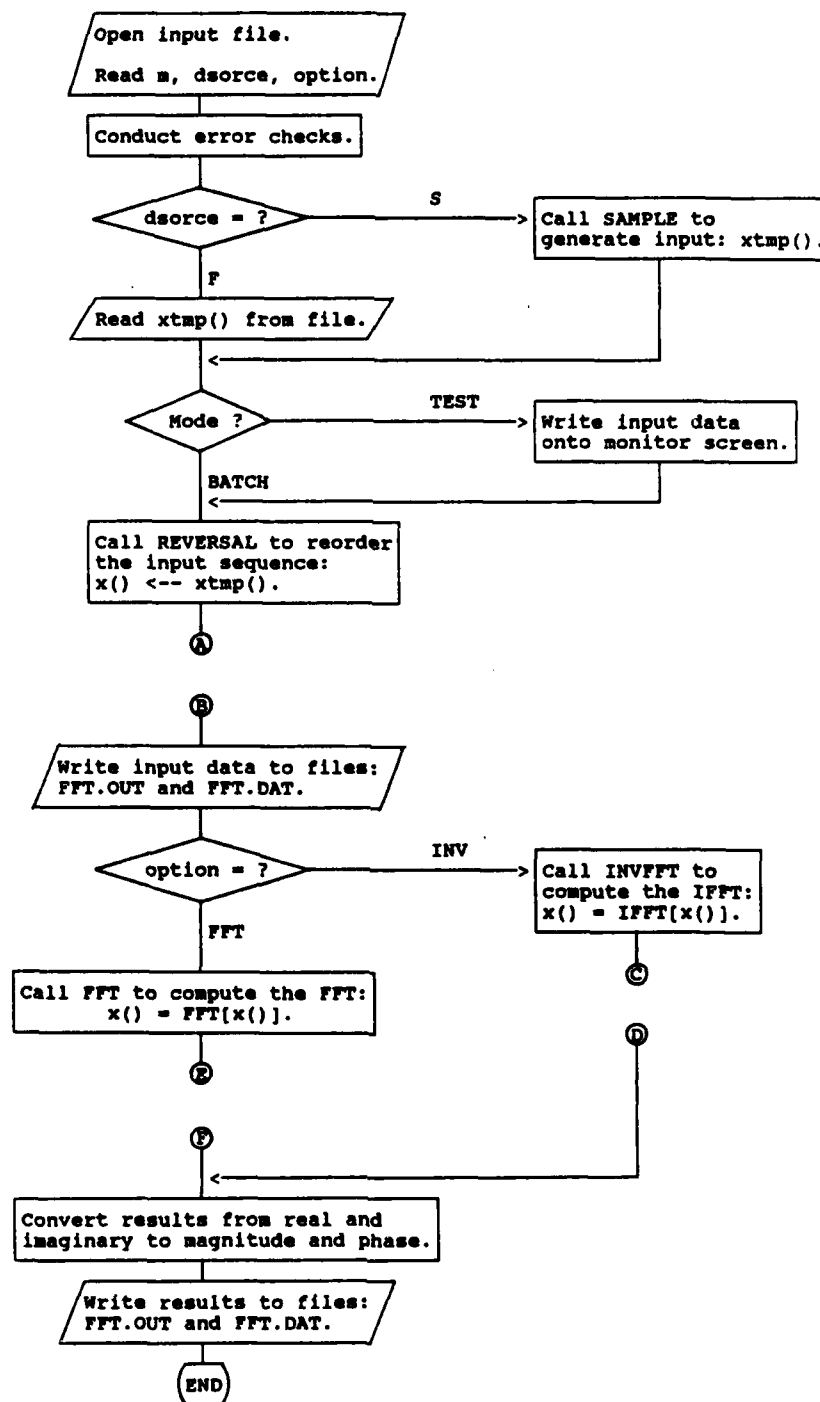 Open input file.
Read m, dsorce, option.
Conduct error checks.
dsorce = ?
S
Call SAMPLE to
generate input: xtmp().
F
Read xtmp() from file.
Mode ?
TEST
Write input data
onto monitor screen.
BATCH
Call REVERSAL to reorder
the input sequence:
x() <-- xtmp().
A
B
Write input data to files:
FFT.OUT and FFT.DAT.
option = ?
INV
Call INVFFT to
compute the IFFT:
x() = IFFT[x()].
FFT
C
Call FFT to compute the FFT:
x() = FFT[x()].
D
E
F
Convert results from real and
imaginary to magnitude and phase.
Write results to files:
FFT.OUT and FFT.DAT.
END